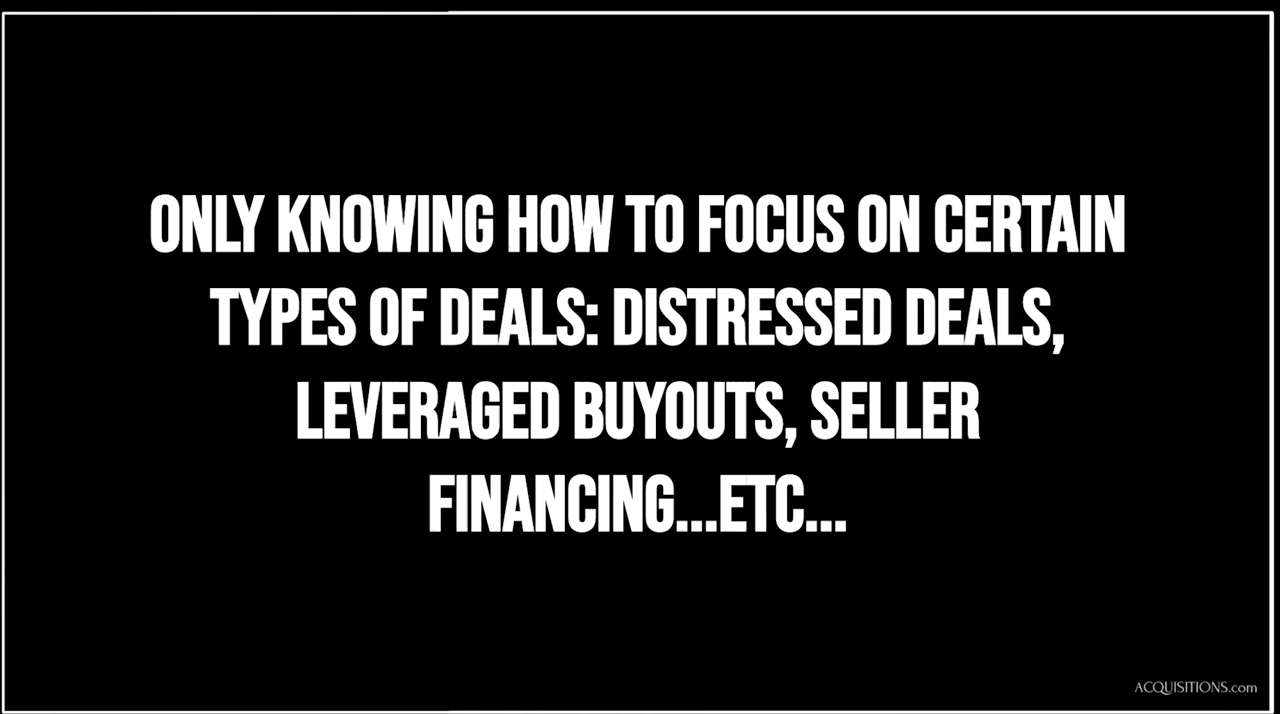 ONLY KNOWING HOW TO FOCUS ON CERTAIN
TYPES OF DEALS: DISTRESSED DEALS,
LEVERAGED BUYOUTS, SELLER
FINANCING...ETC...
ACQUISITIONS.com